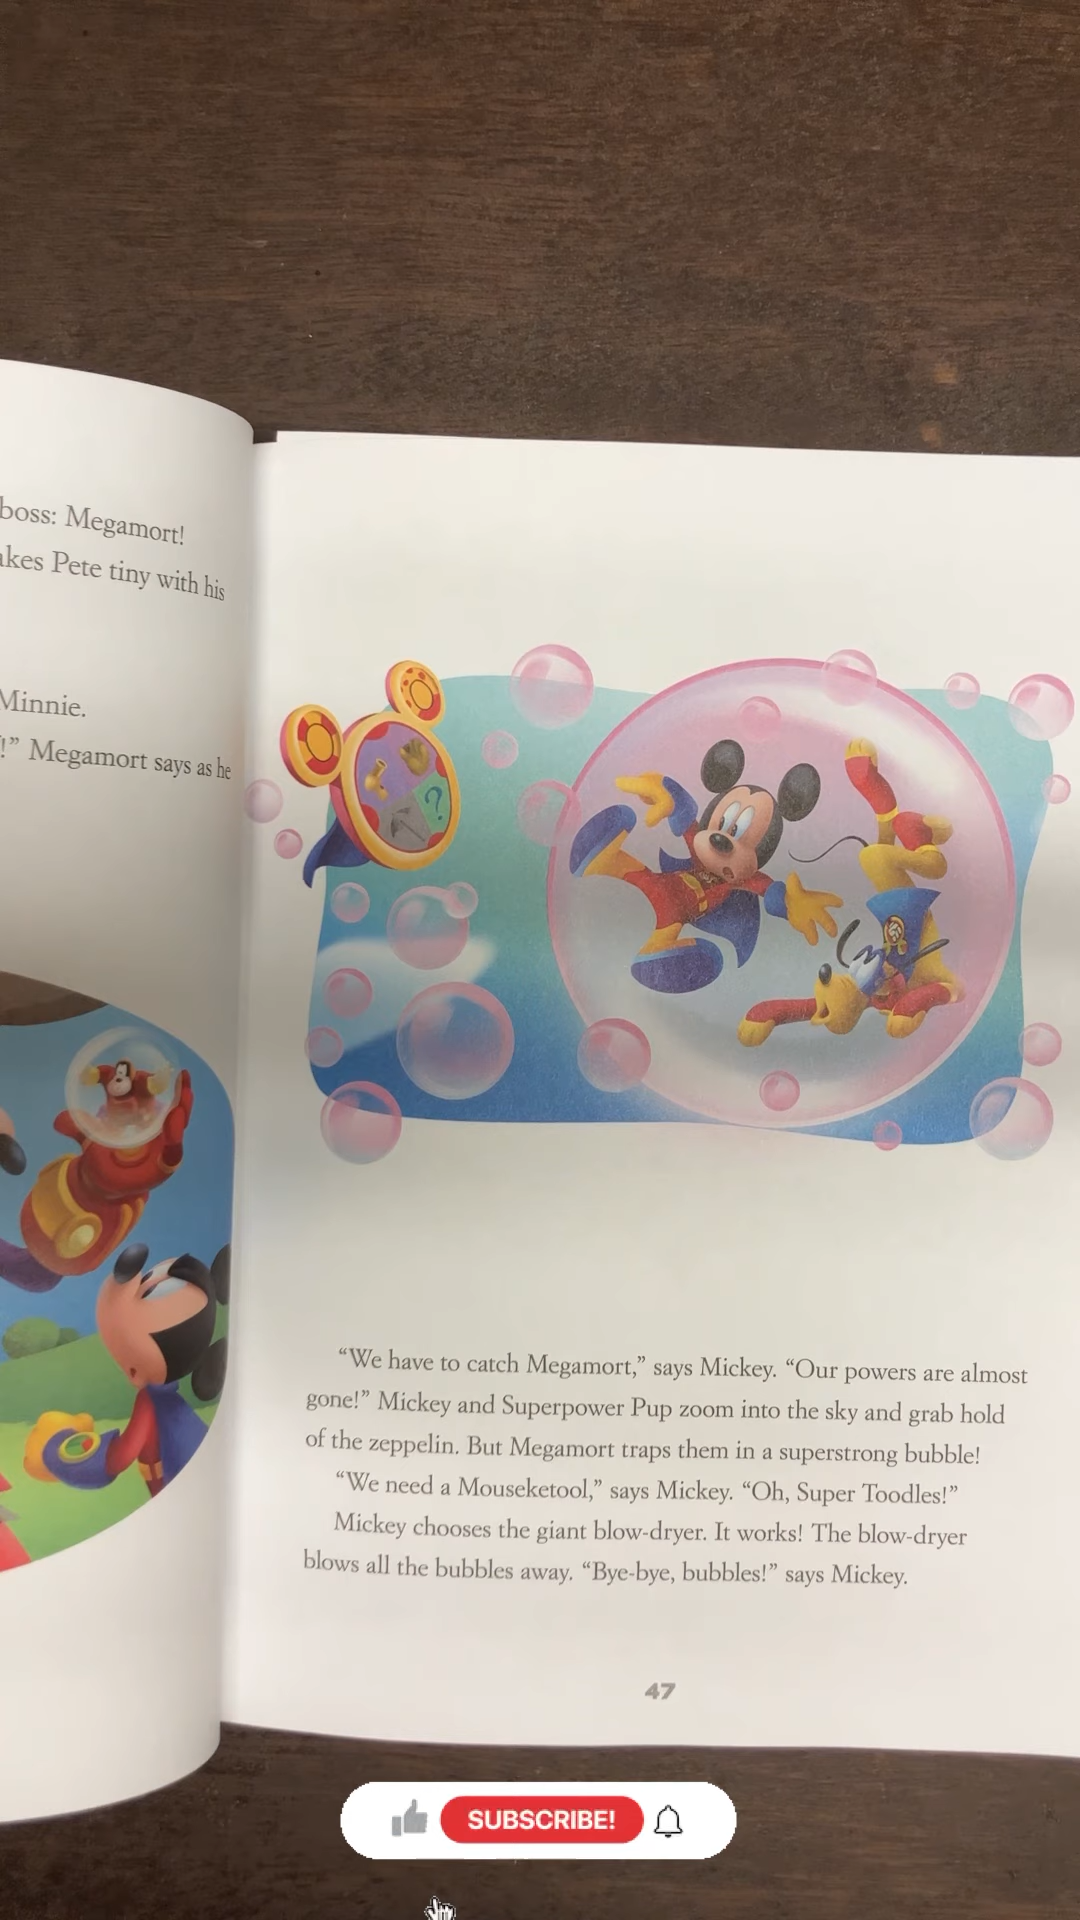 boss: Megamort!
Pete tiny with his
Minnie.
!” Megamort says as he
?
“We have to catch Megamort,” says Mickey. “Our powers are almost
gone!” Mickey and Superpower Pup zoom into the sky and grab hold
of the zeppelin. But Megamort traps them in a superstrong bubble!
“We need a Mouseketool,” says Mickey. “Oh, Super Toodles!”
Mickey chooses the giant blow-dryer. It works! The blow-dryer
blows all the bubbles away. “Bye-bye, bubbles!” says Mickey.
47
SUBSCRIBE!